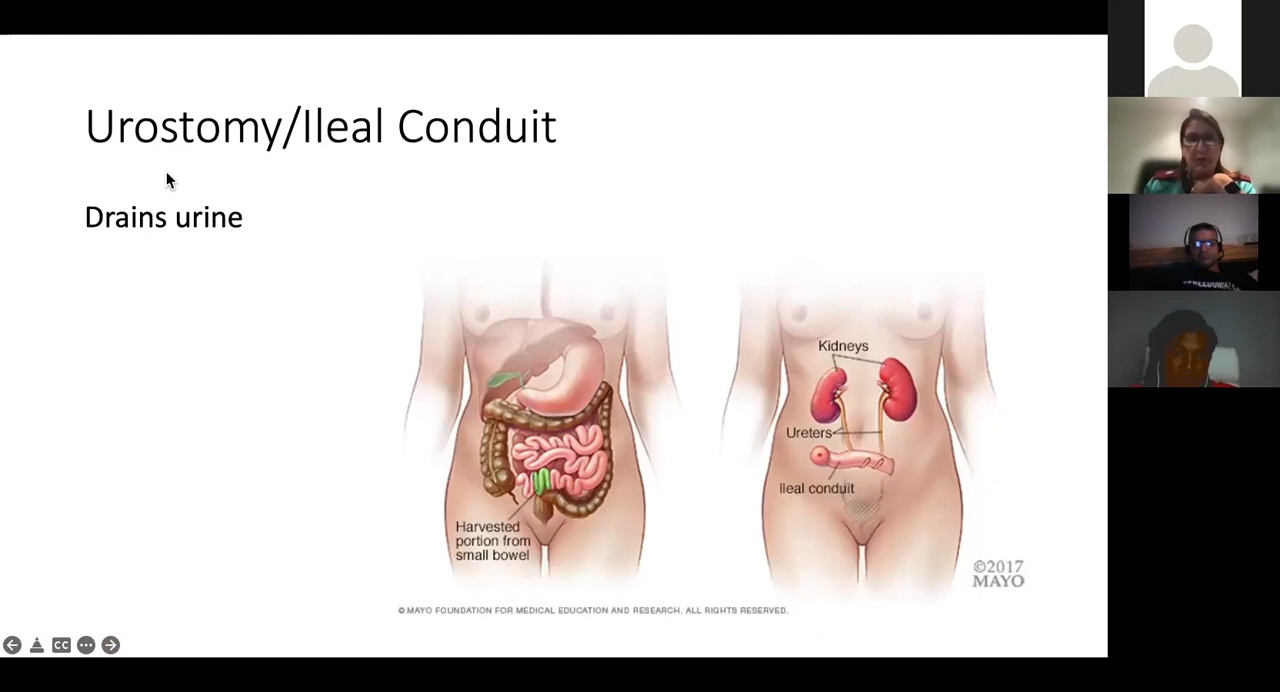 Urostomy/Ileal Conduit
Drains urine
Harvested
portion from
small bowel
Kidneys
Ureters
Ileal conduit
©2017
MAYO
© MAYO FOUNDATION FOR MEDICAL EDUCATION AND RESEARCH. ALL RIGHTS RESERVED.
CC